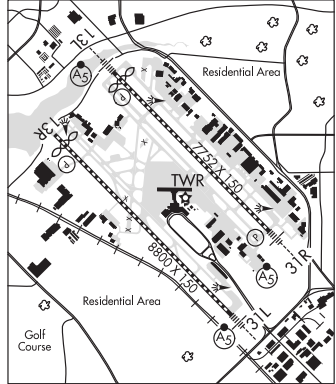 13L
A5
Residential Area
P
13R
P
7752 X 150
TWR
P
31R
A5
8800 X 150
31L
A5
Residential Area
Golf
Course